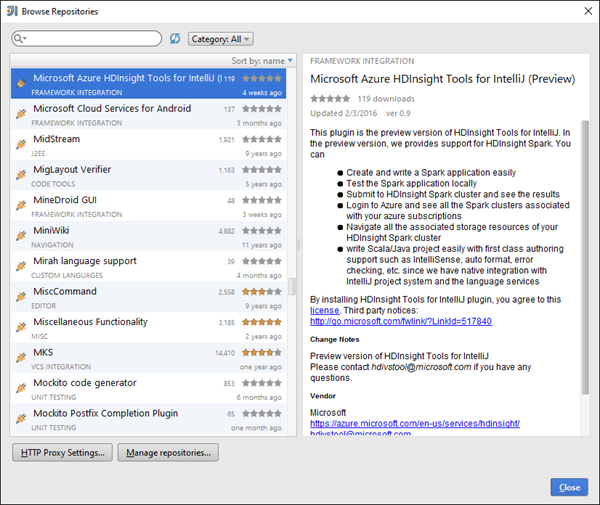 Browse Repositories
Category: All
Sort by: name
Microsoft Azure HDInsight Tools for IntelliJ (I 119
FRAMEWORK INTEGRATION 4 weeks ago
Microsoft Cloud Services for Android 137
FRAMEWORK INTEGRATION 3 months ago
MidStream 1,921
J2EE 9 years ago
MigLayout Verifier 1,163
CODE TOOLS 5 years ago
MineDroid GUI 48
FRAMEWORK INTEGRATION 3 weeks ago
MiniWiki 4,682
NAVIGATION 11 years ago
Mirah language support 39
CUSTOM LANGUAGES 4 months ago
MiscCommand 2,558
EDITOR 9 years ago
Miscellaneous Functionality 3,185
MISC 2 years ago
MKS 14,410
VCS INTEGRATION one year ago
Mockito code generator 853
UNIT TESTING 6 months ago
Mockito Postfix Completion Plugin 65
UNIT TESTING one month ago
HTTP Proxy Settings...
Manage repositories...
FRAMEWORK INTEGRATION
Microsoft Azure HDInsight Tools for IntelliJ (Preview)
119 downloads
Updated 2/3/2016 ver 0.9
This plugin is the preview version of HDInsight Tools for IntelliJ. In
the preview version, we provides support for HDInsight Spark. You
can
Create and write a Spark application easily
Test the Spark application locally
Submit to HDInsight Spark cluster and see the results
Login to Azure and see all the Spark clusters associated
with your azure subscriptions
Navigate all the associated storage resources of your
HDInsight Spark cluster
write Scala/Java project easily with first class authoring
support such as IntelliSense, auto format, error
checking, etc. since we have native integration with
IntelliJ project system and the language services
By installing HDInsight Tools for IntelliJ plugin, you agree to this
license. Third party notices:
http://go.microsoft.com/fwlink/?LinkId=517840
Change Notes
Preview version of HDInsight Tools for IntelliJ
Please contact hdivstool@microsoft.com if you have any
questions.
Vendor
Microsoft
https://azure.microsoft.com/en-us/services/hdinsight/
hdivstool@microsoft.com
Close